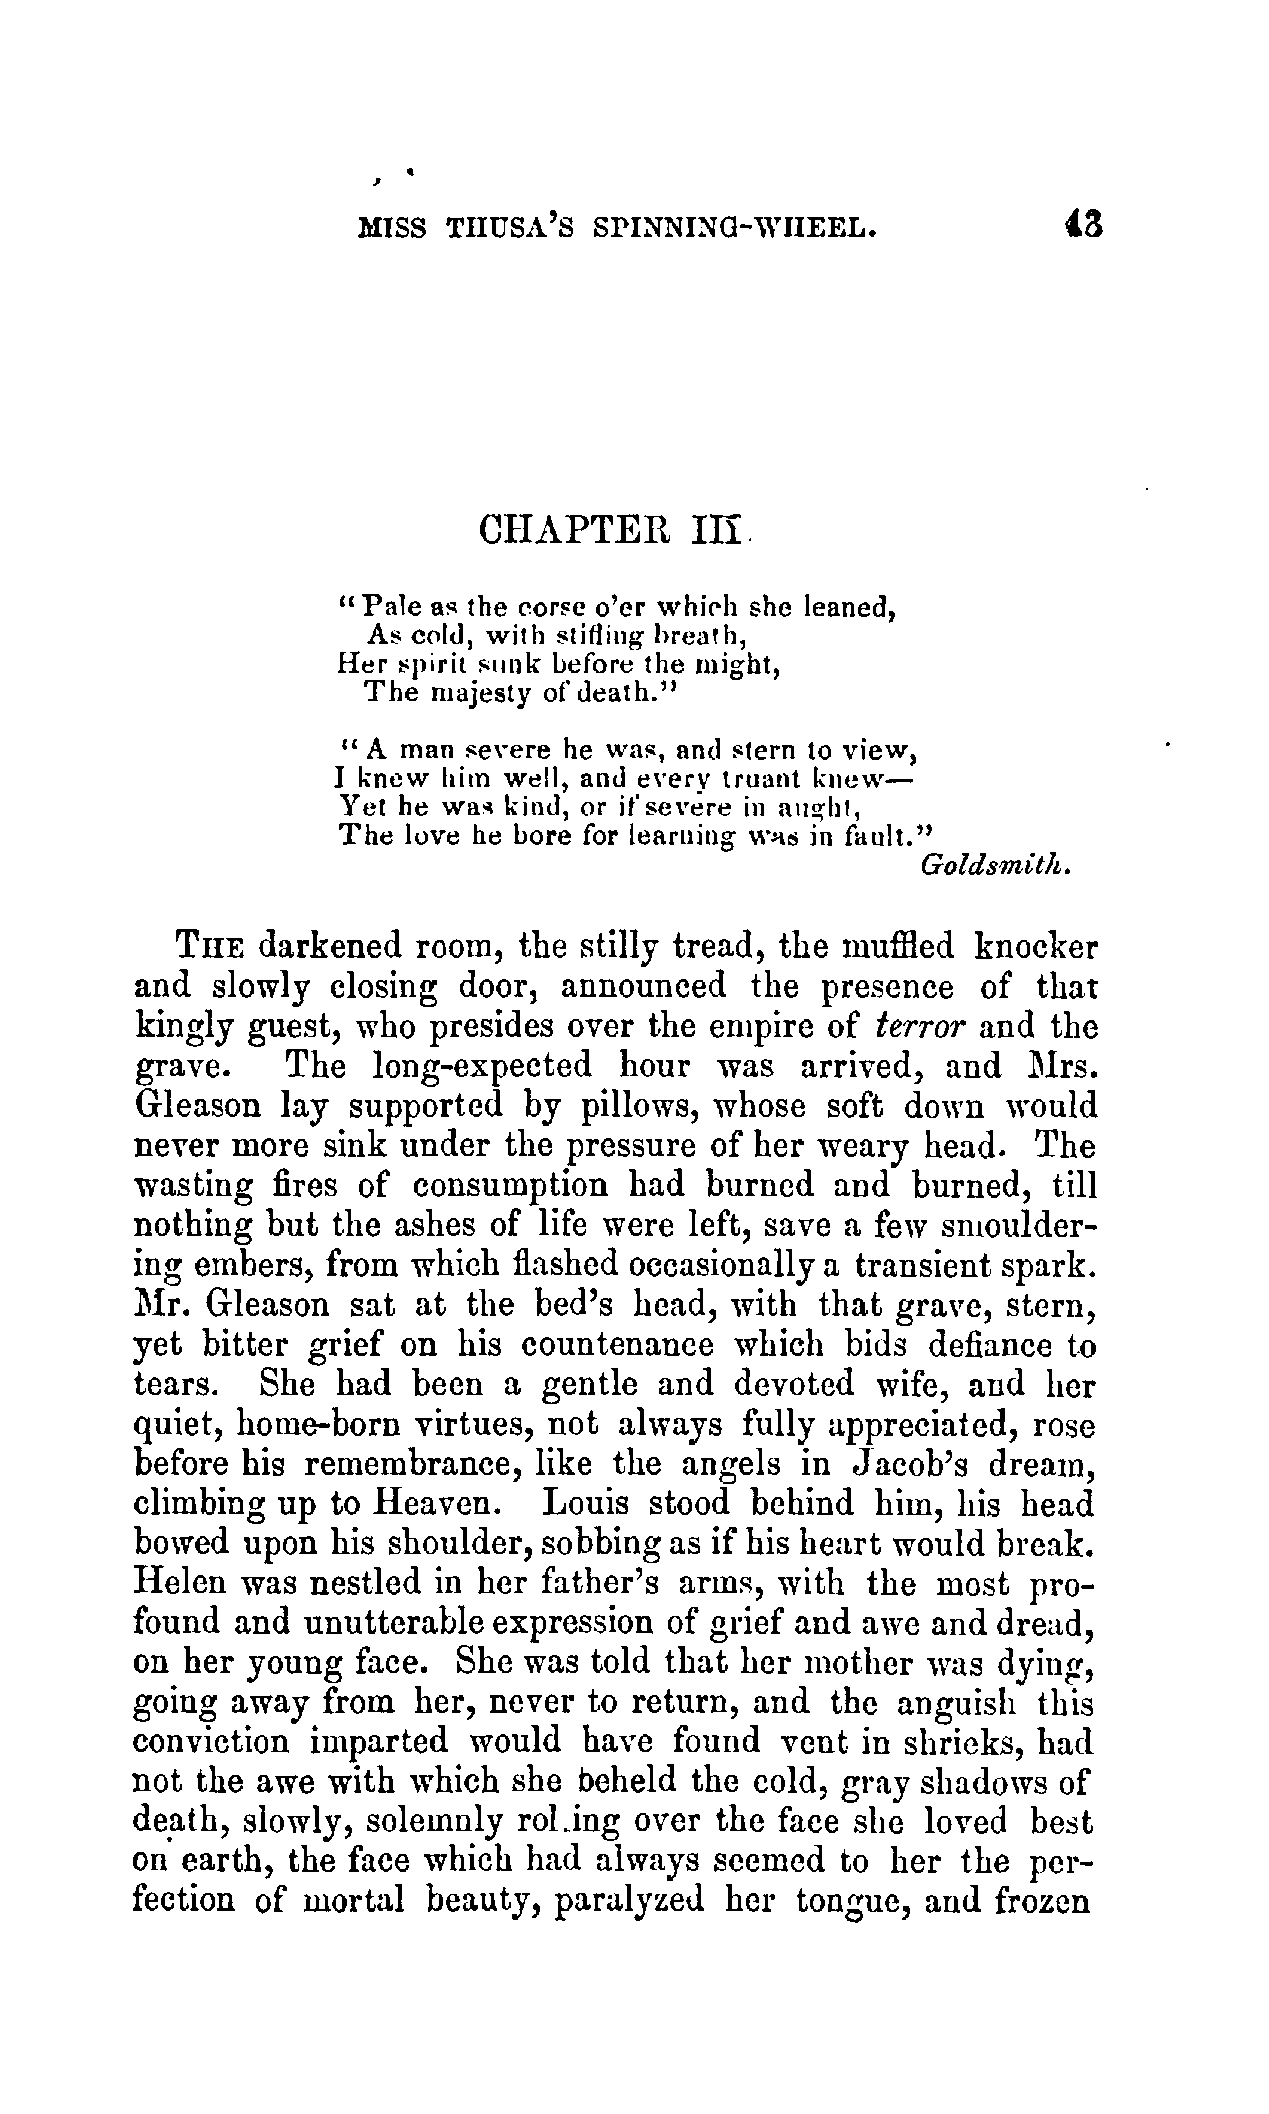 MISS THUSA'S SPINNING-WHEEL. 43
CHAPTER III.
"Pale as the corse o'er which she leaned,
As cold, with stifling breath,
Her spirit sunk before the might,
The majesty of death."
"A man severe he was, and stern to view,
I knew him well, and every truant knew—
Yet he was kind, or if severe in aught,
The love he bore for learning was in fault."
Goldsmith.
THE darkened room, the stilly tread, the muffled knocker
and slowly closing door, announced the presence of that
kingly guest, who presides over the empire of terror and the
grave. The long-expected hour was arrived, and Mrs.
Gleason lay supported by pillows, whose soft down would
never more sink under the pressure of her weary head. The
wasting fires of consumption had burned and burned, till
nothing but the ashes of life were left, save a few smoulder-
ing embers, from which flashed occasionally a transient spark.
Mr. Gleason sat at the bed's head, with that grave, stern,
yet bitter grief on his countenance which bids defiance to
tears. She had been a gentle and devoted wife, and her
quiet, home-born virtues, not always fully appreciated, rose
before his remembrance, like the angels in Jacob's dream,
climbing up to Heaven. Louis stood behind him, his head
bowed upon his shoulder, sobbing as if his heart would break.
Helen was nestled in her father's arms, with the most pro-
found and unutterable expression of grief and awe and dread,
on her young face. She was told that her mother was dying,
going away from her, never to return, and the anguish this
conviction imparted would have found vent in shrieks, had
not the awe with which she beheld the cold, gray shadows of
death, slowly, solemnly rolling over the face she loved best
on earth, the face which had always seemed to her the per-
fection of mortal beauty, paralyzed her tongue, and frozen